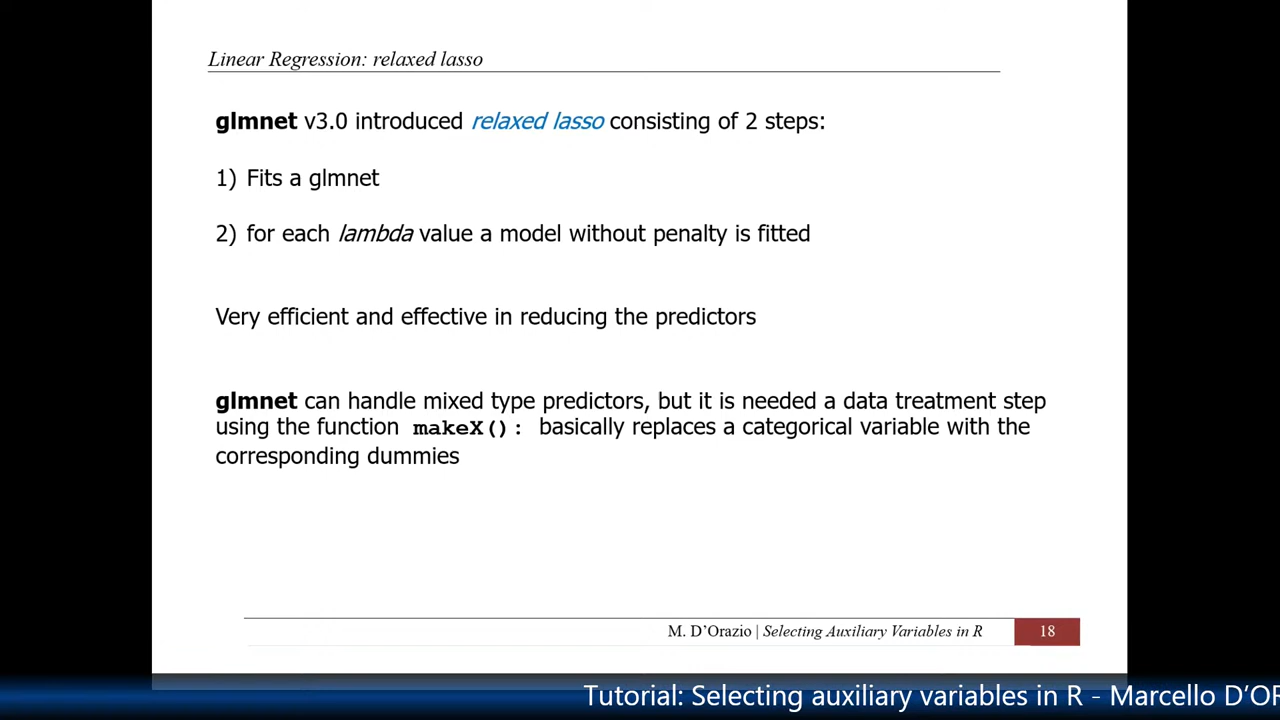 Linear Regression: relaxed lasso
glmnet v3.0 introduced relaxed lasso consisting of 2 steps:
1) Fits a glmnet
2) for each lambda value a model without penalty is fitted
Very efficient and effective in reducing the predictors
glmnet can handle mixed type predictors, but it is needed a data treatment step
using the function makeX(): basically replaces a categorical variable with the
corresponding dummies
M. D’Orazio | Selecting Auxiliary Variables in R 18
Tutorial: Selecting auxiliary variables in R - Marcello D’OR